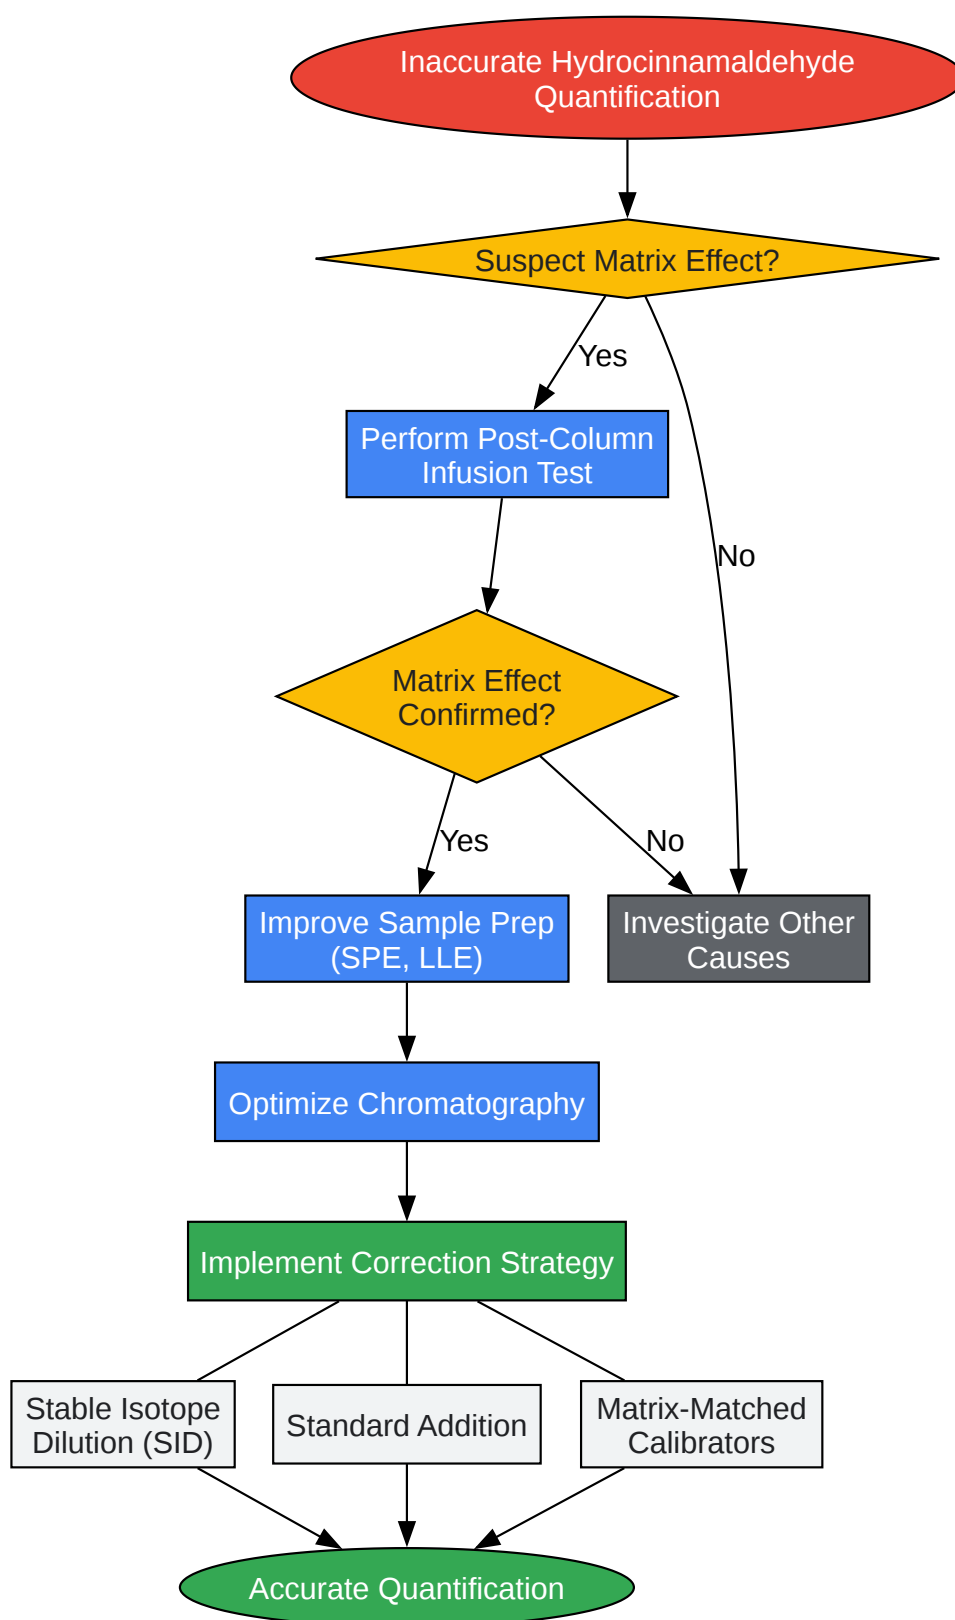 Inaccurate Hydrocinnamaldehyde
Quantification
Suspect Matrix Effect?
Yes
Perform Post-Column
Infusion Test
No
Matrix Effect
Confirmed?
Yes
No
Improve Sample Prep
(SPE, LLE)
Investigate Other
Causes
Optimize Chromatography
Implement Correction Strategy
Stable Isotope
Dilution (SID)
Standard Addition
Matrix-Matched
Calibrators
Accurate Quantification